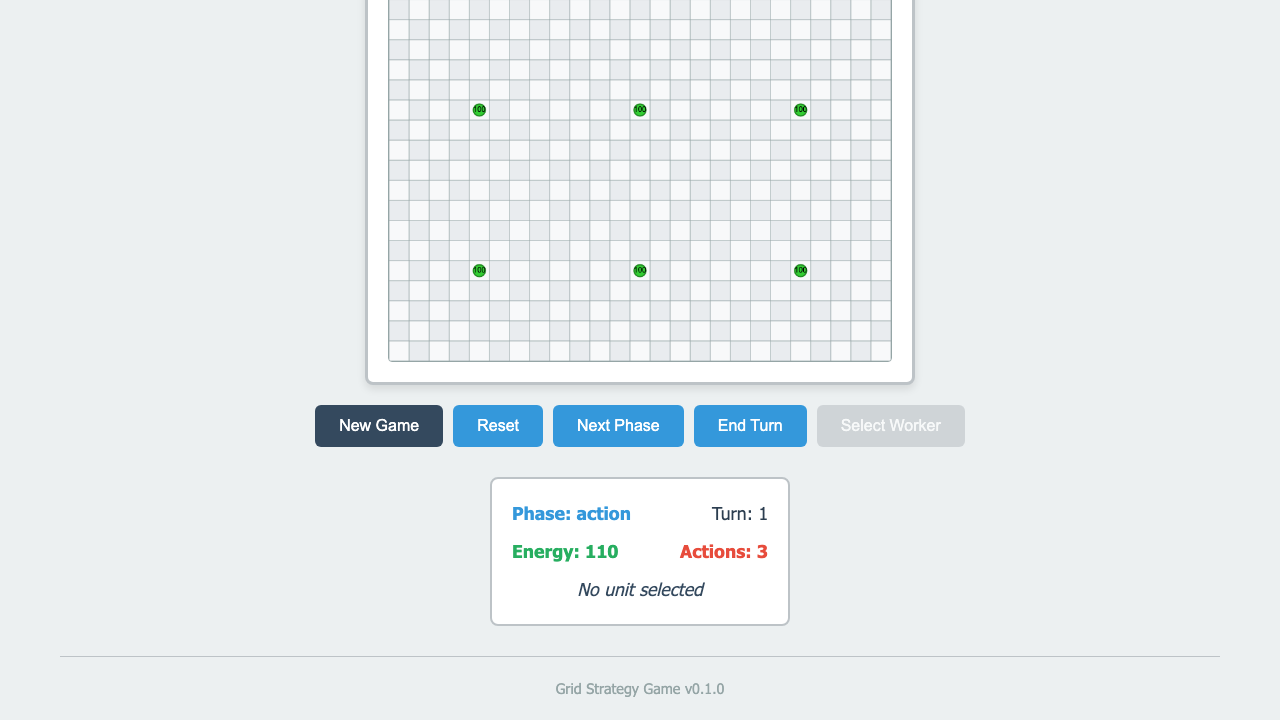 100 100 100
100 100 100
New Game Reset Next Phase End Turn Select Worker
Phase: action Turn: 1
Energy: 110 Actions: 3
No unit selected
Grid Strategy Game v0.1.0